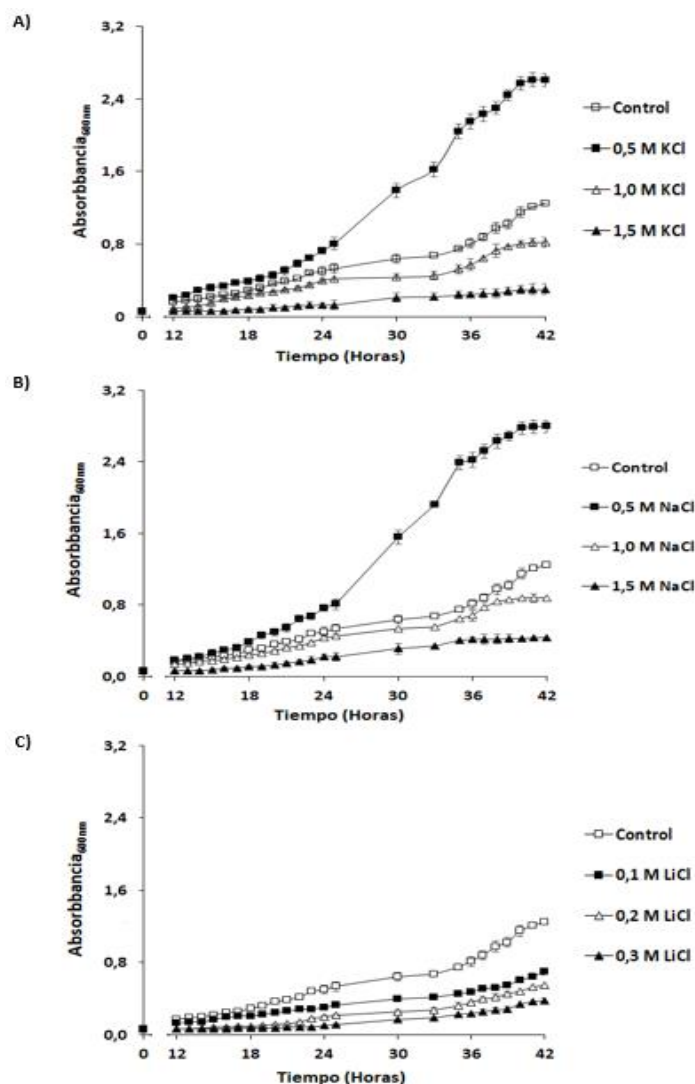 A)
Absorbbancia600nm
3,2
2,4
1,6
0,8
0
0 12 18 24 30 36 42
Tiempo (Horas)
Control
0,5 M KCl
1,0 M KCl
1,5 M KCl
B)
Absorbbancia600nm
3,2
2,4
1,6
0,8
0,0
0 12 18 24 30 36 42
Tiempo (Horas)
Control
0,5 M NaCl
1,0 M NaCl
1,5 M NaCl
C)
Absorbbancia600nm
3,2
2,4
1,6
0,8
0,0
0 12 18 24 30 36 42
Tiempo (Horas)
Control
0,1 M LiCl
0,2 M LiCl
0,3 M LiCl